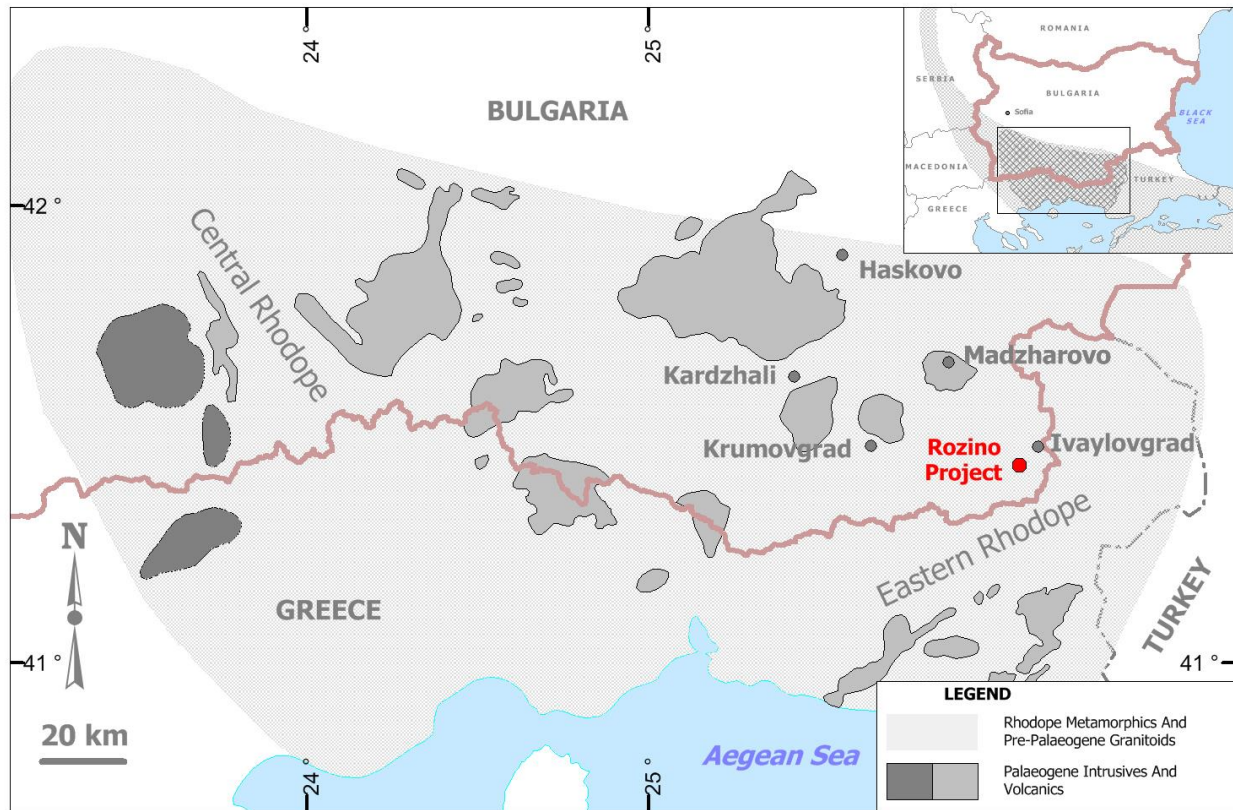 24 °
25 °
BULGARIA
ROMANIA
SERBIA
BULGARIA
Sofia
BLACK
SEA
MACEDONIA
TURKEY
GREECE
42 °
Central Rhodope
Haskovo
Madzharovo
Kardzhali
Krumovgrad
Rozino
Project
Ivaylovgrad
Eastern Rhodope
N
GREECE
TURKEY
41 °
41 °
20 km
24 °
25 °
Aegean Sea
LEGEND
Rhodope Metamorphics And
Pre-Palaeogene Granitoids
Palaeogene Intrusives And
Volcanics